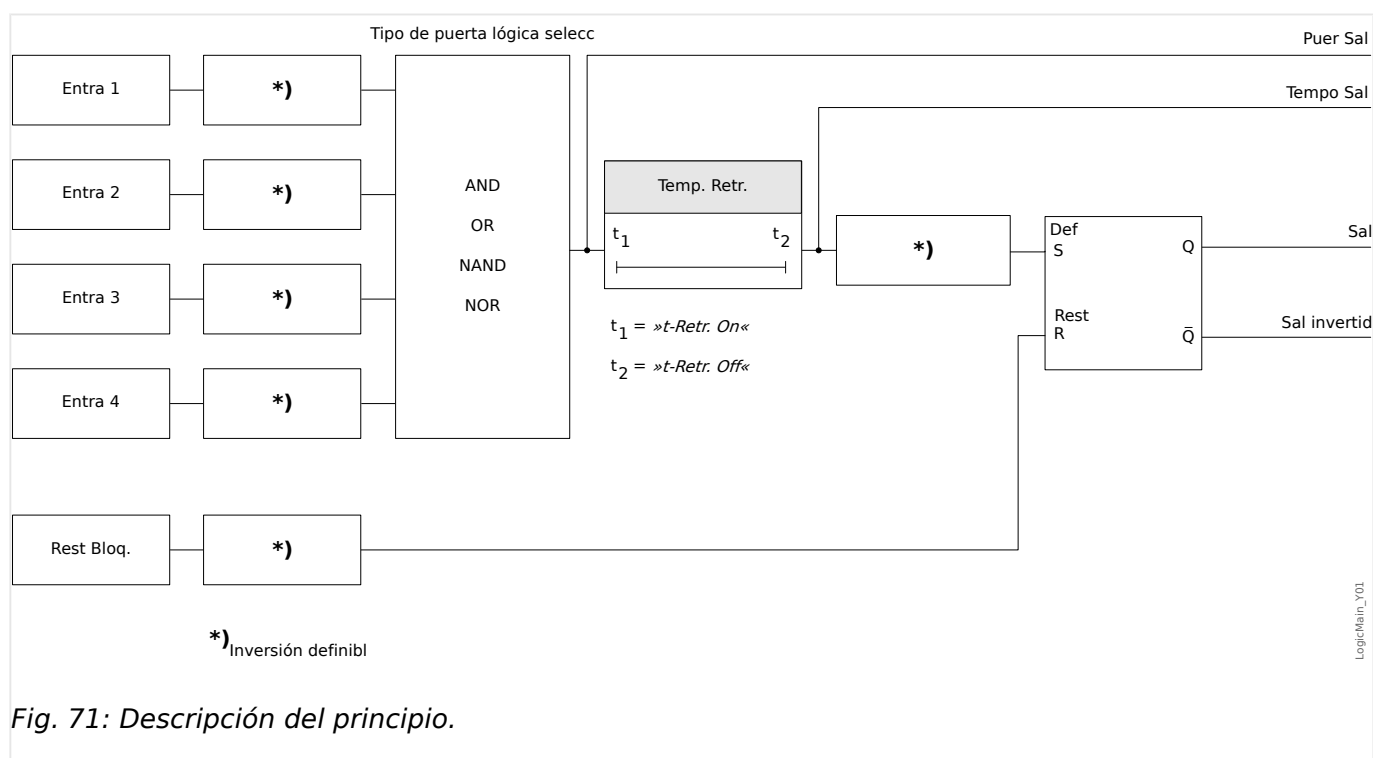 Tipo de puerta lógica selecc
Puer Sal
Entra 1
*)
Tempo Sal
Entra 2
*)
AND
OR
NAND
NOR
Temp. Retr.
t1
t2
*)
Def
S
Q
Sal
Entra 3
*)
t1 = »t-Retr. On«
Rest
R
Q̅
Sal invertid
t2 = »t-Retr. Off«
Entra 4
*)
Rest Bloq.
*)
*) Inversión definibl
LogicMain_Y01
Fig. 71: Descripción del principio.